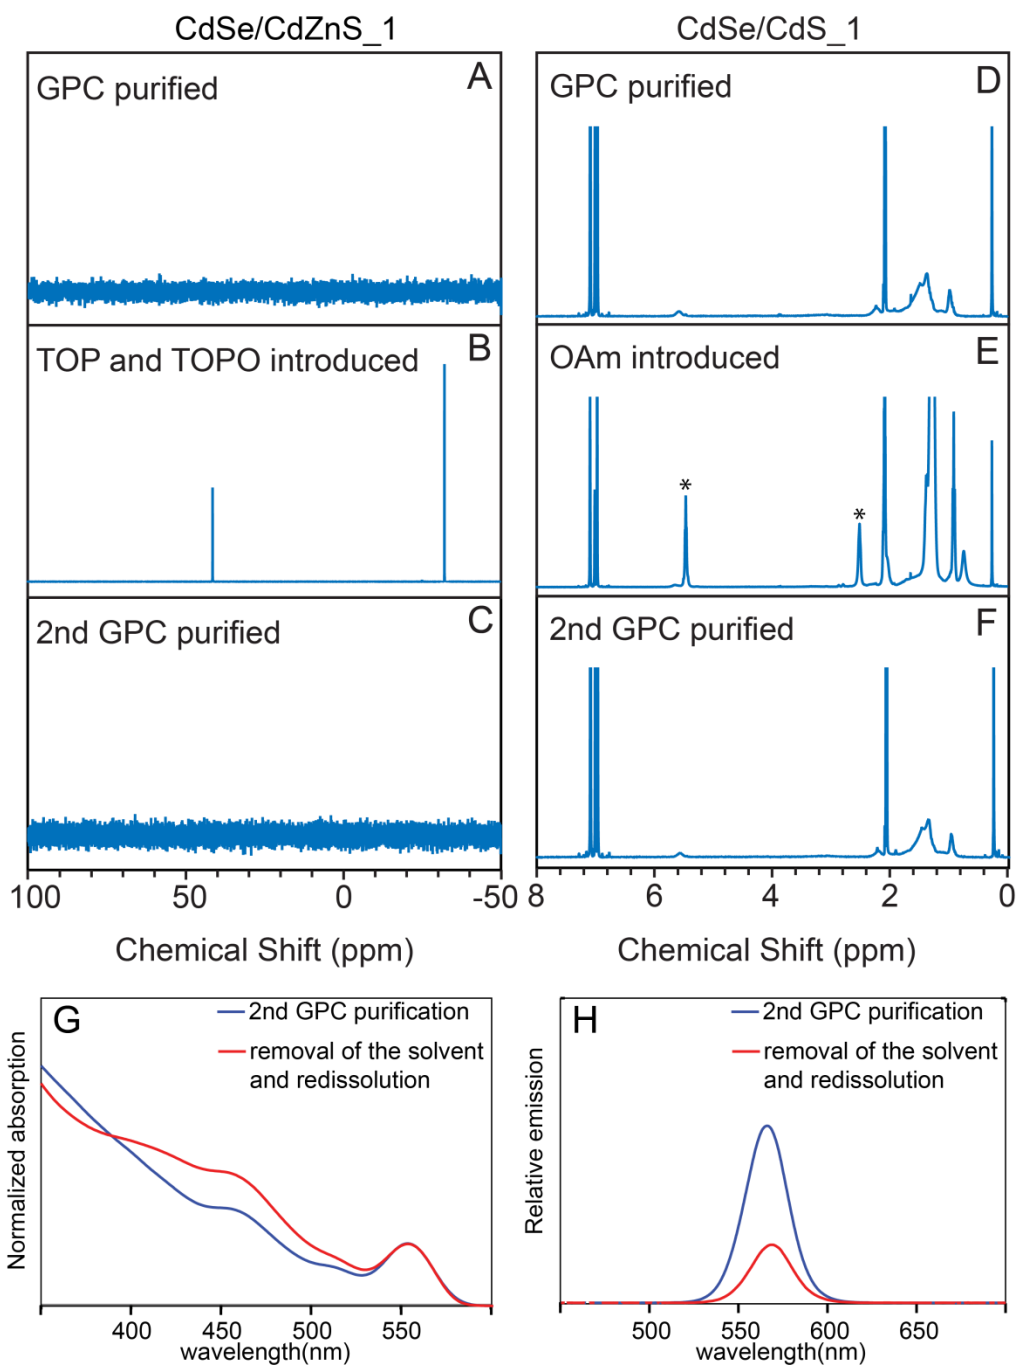 CdSe/CdZnS_1
CdSe/CdS_1
GPC purified
A
TOP and TOPO introduced
B
2nd GPC purified
C
100
50
0
-50
Chemical Shift (ppm)
GPC purified
D
OAm introduced
E
*
*
2nd GPC purified
F
8
6
4
2
0
Chemical Shift (ppm)
G
2nd GPC purification
removal of the solvent
and redissolution
Normalized absorption
400
450
500
550
wavelength(nm)
H
2nd GPC purification
removal of the solvent
and redissolution
Relative emission
500
550
600
650
wavelength(nm)